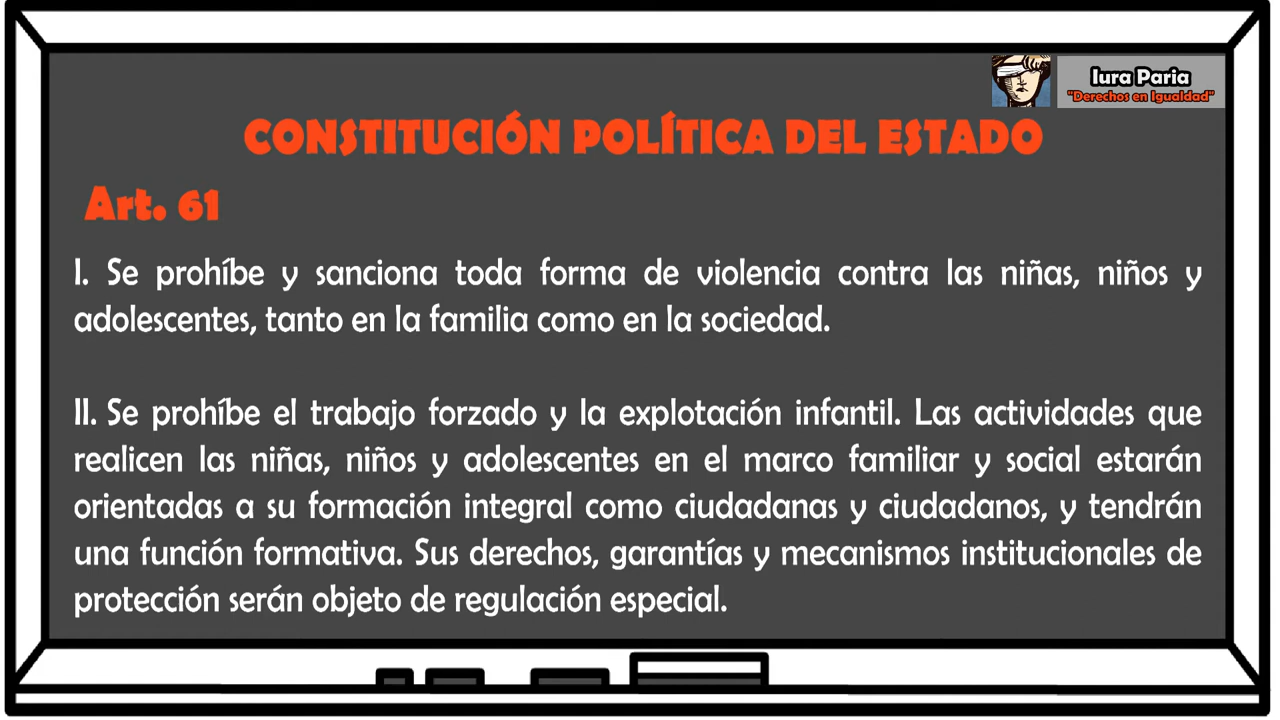 Iura Paria
"Derechos en Igualdad"
CONSTITUCIÓN POLÍTICA DEL ESTADO
Art. 61
I. Se prohíbe y sanciona toda forma de violencia contra las niñas, niños y
adolescentes, tanto en la familia como en la sociedad.
II. Se prohíbe el trabajo forzado y la explotación infantil. Las actividades que
realicen las niñas, niños y adolescentes en el marco familiar y social estarán
orientadas a su formación integral como ciudadanas y ciudadanos, y tendrán
una función formativa. Sus derechos, garantías y mecanismos institucionales de
protección serán objeto de regulación especial.